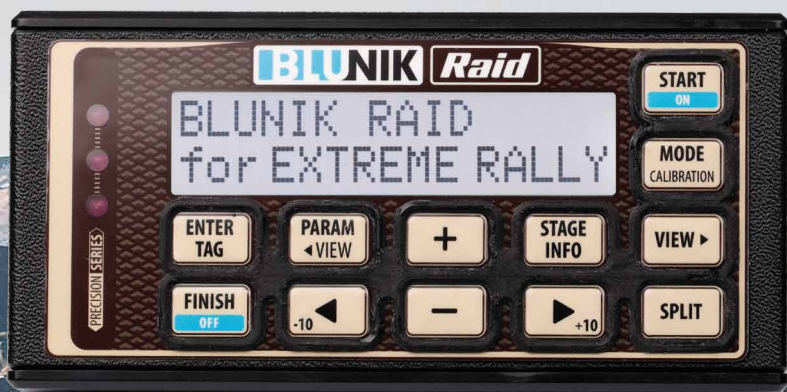 BLUNIK Raid
BLUNIK RAID
for EXTREME RALLY
START
ON
MODE
CALIBRATION
ENTER
TAG
PARAM
◀VIEW
+
STAGE
INFO
VIEW ▶
FINISH
OFF
-10 ◀
−
▶ +10
SPLIT
PRECISION SERIES